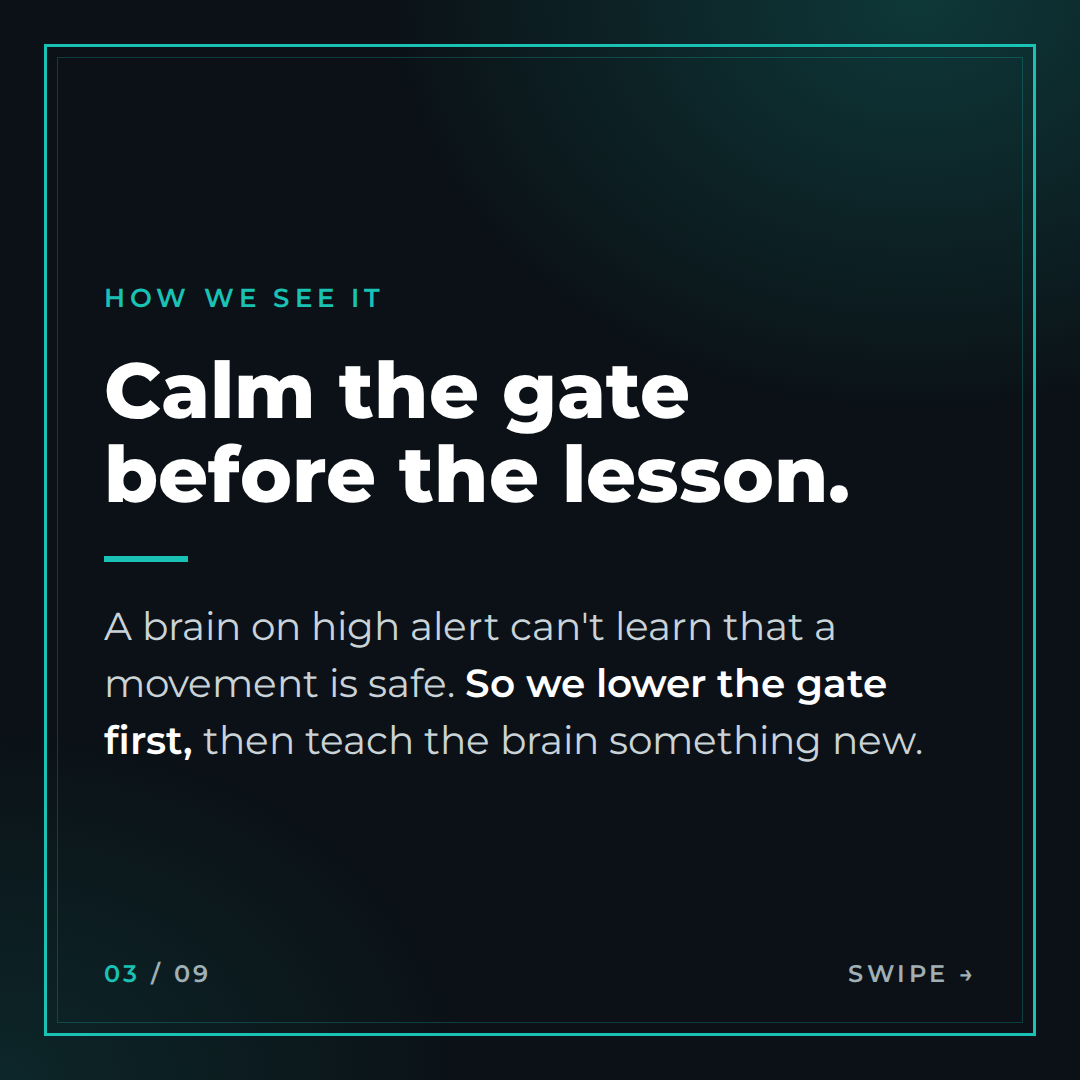 HOW WE SEE IT
Calm the gate
before the lesson.
A brain on high alert can't learn that a
movement is safe. So we lower the gate
first, then teach the brain something new.
03 / 09
SWIPE →